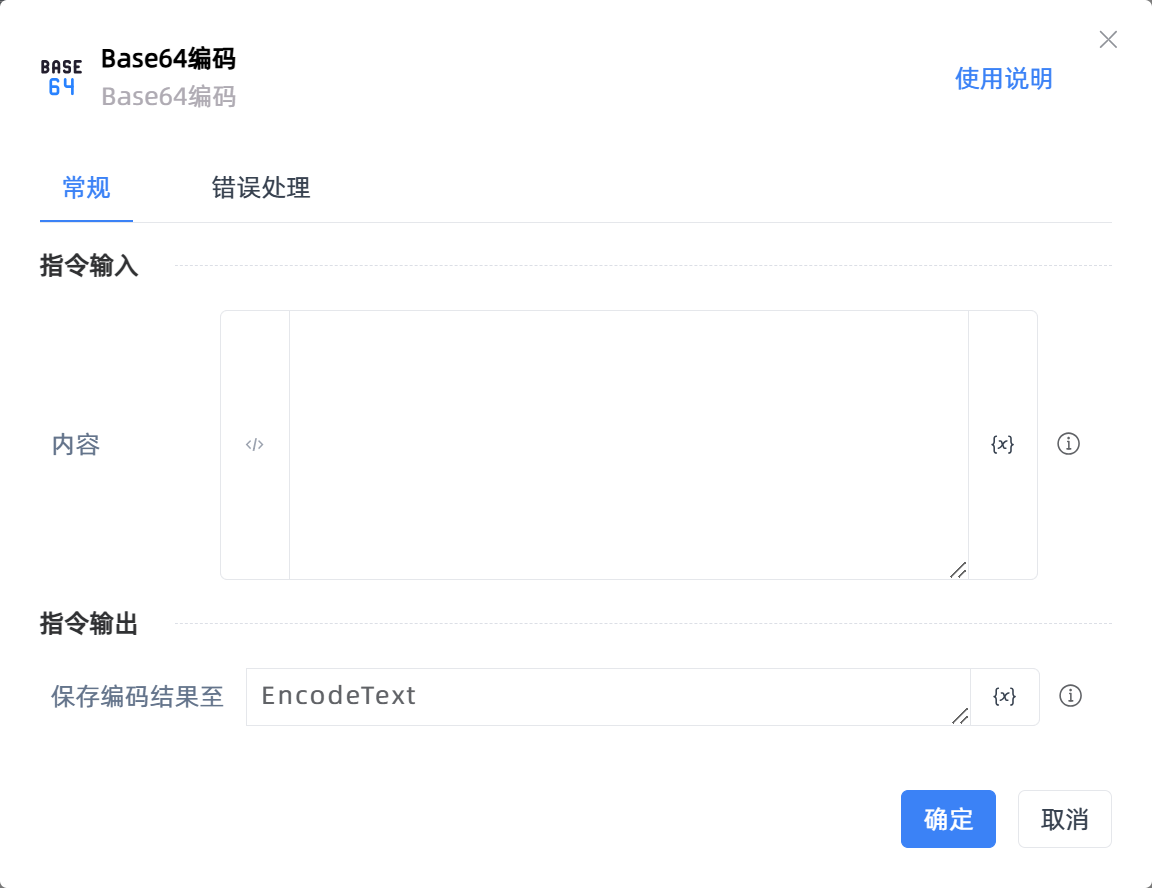 BASE
64
Base64编码
Base64编码
使用说明
常规
错误处理
指令输入
内容
</>
{x}
指令输出
保存编码结果至
EncodeText
{x}
确定
取消